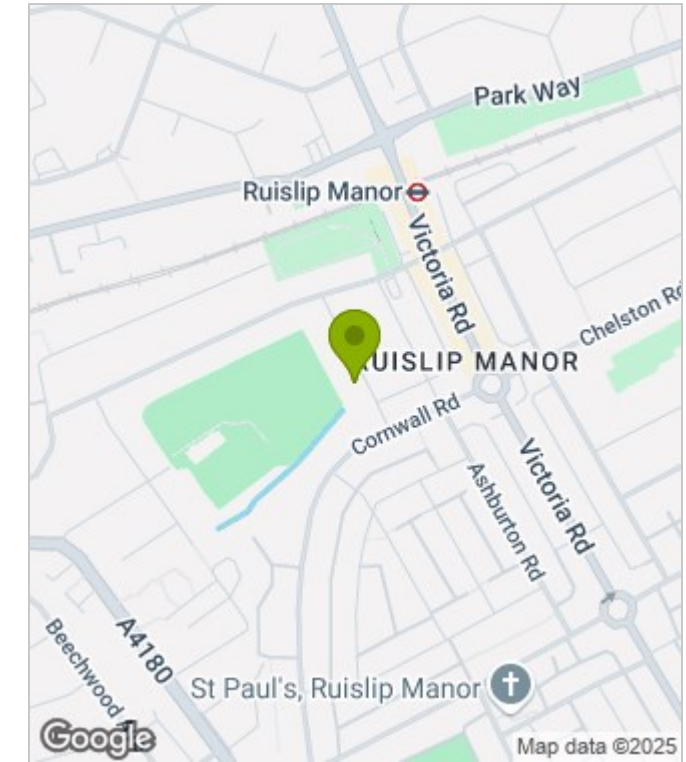 Park Way
Ruislip Manor
Victoria Rd
Chelston Rd
UISLIP MANOR
Cornwall Rd
Victoria Rd
Ashburton Rd
A4180
Beechwood A
St Paul's, Ruislip Manor
Google
Map data ©2025